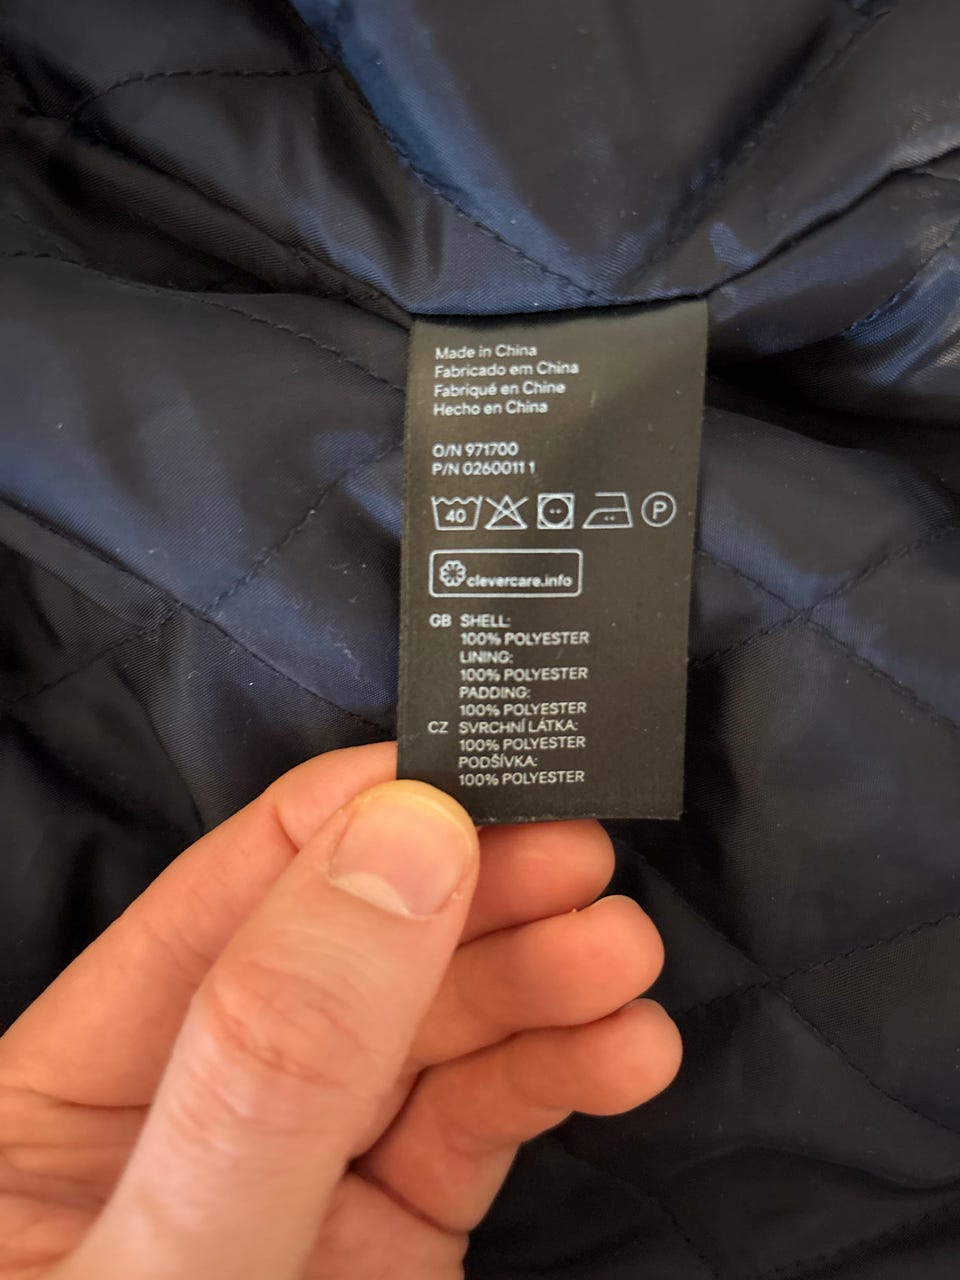 Made in China
Fabricado em China
Fabriqué en Chine
Hecho en China
O/N 971700
P/N 0260011 1
40 P
clevercare.info
GB SHELL:
100% POLYESTER
LINING:
100% POLYESTER
PADDING:
100% POLYESTER
CZ SVRCHNÍ LÁTKA:
100% POLYESTER
PODŠÍVKA:
100% POLYESTER